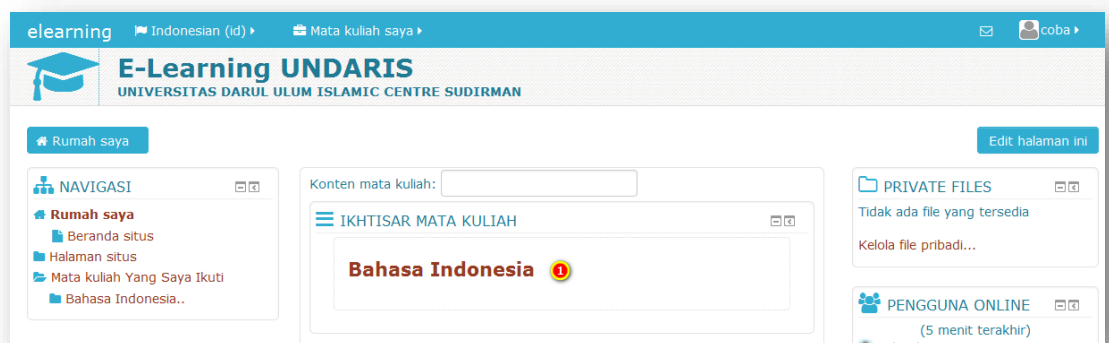 elearning Indonesian (id) Mata kuliah saya coba
E-Learning UNDARIS
UNIVERSITAS DARUL ULUM ISLAMIC CENTRE SUDIRMAN
Rumah saya
Edit halaman ini
NAVIGASI
Rumah saya
Beranda situs
Halaman situs
Mata kuliah Yang Saya Ikuti
Bahasa Indonesia..
Konten mata kuliah:
IKHTISAR MATA KULIAH
Bahasa Indonesia 1
PRIVATE FILES
Tidak ada file yang tersedia
Kelola file pribadi...
PENGGUNA ONLINE
(5 menit terakhir)